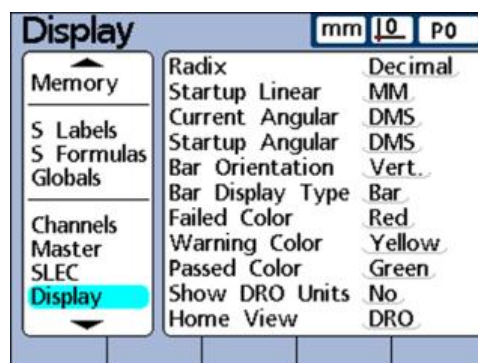 Display
mm 0 P0
Memory
S Labels
S Formulas
Globals
Channels
Master
SLEC
Display
Radix Decimal
Startup Linear MM
Current Angular DMS
Startup Angular DMS
Bar Orientation Vert.
Bar Display Type Bar
Failed Color Red
Warning Color Yellow
Passed Color Green
Show DRO Units No
Home View DRO